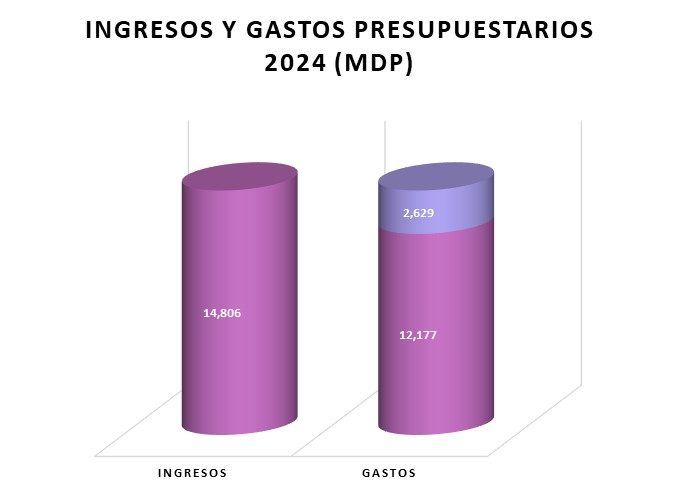 INGRESOS Y GASTOS PRESUPUESTARIOS
2024 (MDP)
2,629
14,806
12,177
INGRESOS
GASTOS